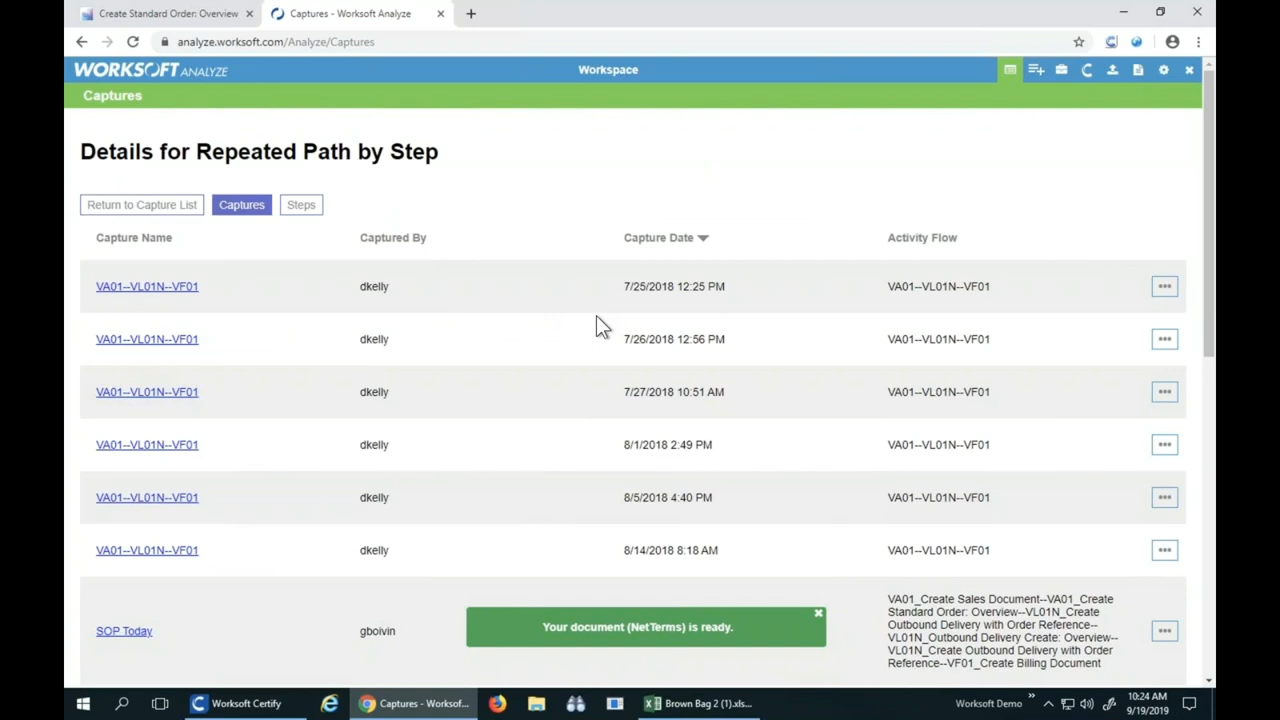 Create Standard Order: Overview
Captures - Worksoft Analyze
analyze.worksoft.com/Analyze/Captures
WORKSOFT ANALYZE
Workspace
Captures
Details for Repeated Path by Step
Return to Capture List
Captures
Steps
Capture Name Captured By Capture Date Activity Flow
VA01--VL01N--VF01 dkelly 7/25/2018 12:25 PM VA01--VL01N--VF01
VA01--VL01N--VF01 dkelly 7/26/2018 12:56 PM VA01--VL01N--VF01
VA01--VL01N--VF01 dkelly 7/27/2018 10:51 AM VA01--VL01N--VF01
VA01--VL01N--VF01 dkelly 8/1/2018 2:49 PM VA01--VL01N--VF01
VA01--VL01N--VF01 dkelly 8/5/2018 4:40 PM VA01--VL01N--VF01
VA01--VL01N--VF01 dkelly 8/14/2018 8:18 AM VA01--VL01N--VF01
SOP Today gboivin
VA01_Create Sales Document--VA01_Create
Standard Order: Overview--VL01N_Create
Outbound Delivery with Order Reference--
VL01N_Outbound Delivery Create: Overview--
VL01N_Create Outbound Delivery with Order
Reference--VF01_Create Billing Document
Your document (NetTerms) is ready.
Worksoft Certify
Captures - Worksof...
Brown Bag 2 (1).xls...
Worksoft Demo
10:24 AM
9/19/2019